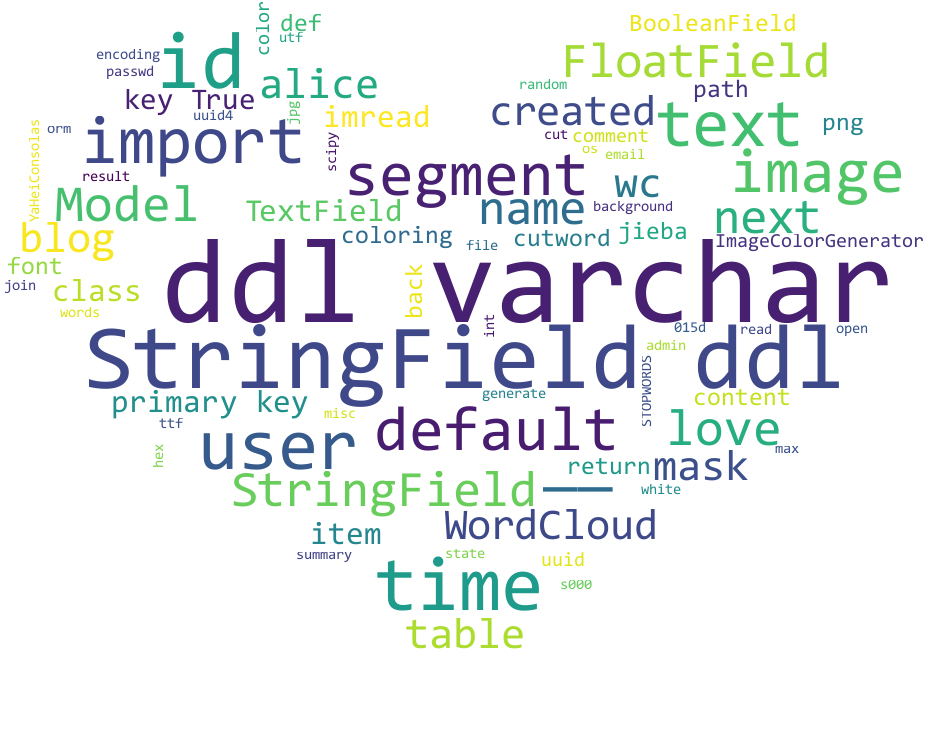 color
def
utf
BooleanField
encoding
id
FloatField
passwd
alice
random
path
key True
jpg
created
text
uuid4
imread
png
orm
import
scipy
cut
comment
os
email
YaHeiConsolas
result
segment
wc
image
Model
TextField
name
background
next
blog
coloring
file
cutword
jieba
ImageColorGenerator
font
join
class
back
words
ddl varchar
int
015d
read
open
StringField ddl
admin
STOPWORDS
primary key
generate
content
misc
ttf
default
love
user
max
hex
return
mask
StringField
——
white
item
WordCloud
summary
state
uuid
time
s000
table